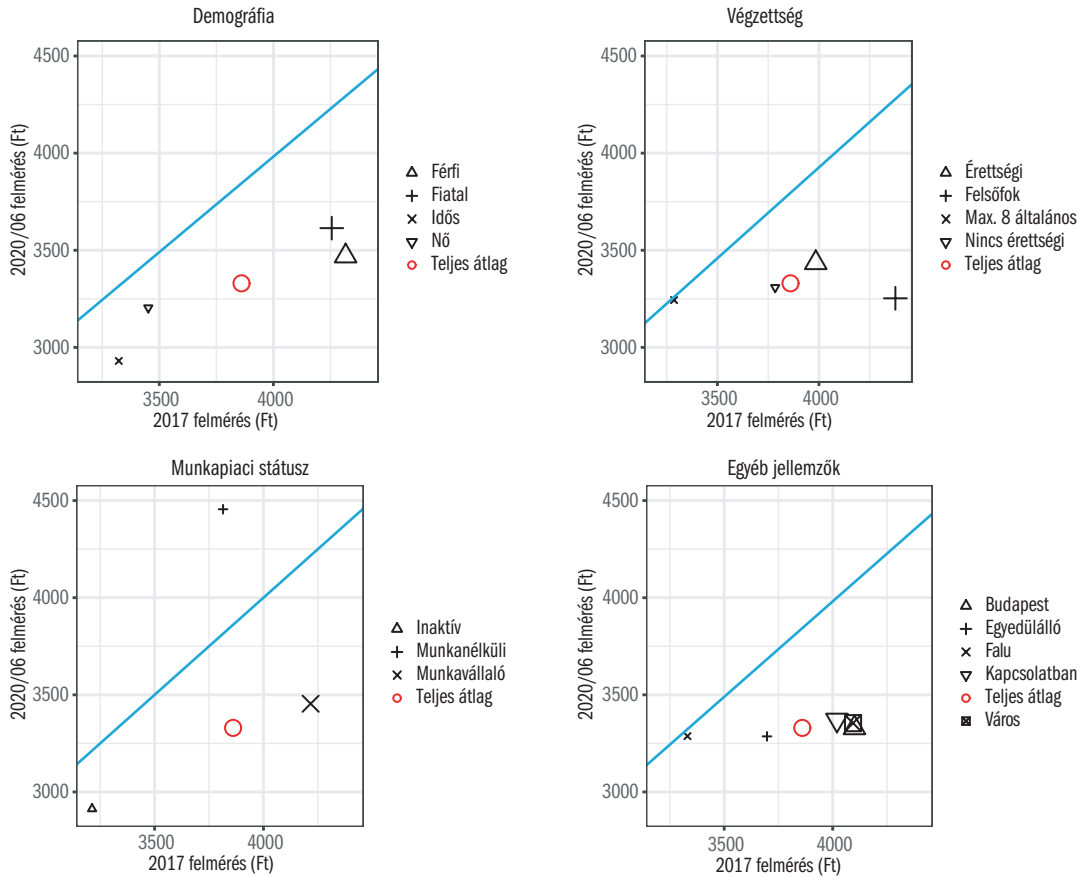 Demográfia
4500
4000
3500
3000
2020/06 felmérés (Ft)
3500 4000
2017 felmérés (Ft)
Férfi
Fiatal
Idős
Nő
Teljes átlag
Végzettség
4500
4000
3500
3000
2020/06 felmérés (Ft)
3500 4000
2017 felmérés (Ft)
Érettségi
Felsőfok
Max. 8 általános
Nincs érettségi
Teljes átlag
Munkapiaci státusz
4500
4000
3500
3000
2020/06 felmérés (Ft)
3500 4000
2017 felmérés (Ft)
Inaktív
Munkanélküli
Munkavállaló
Teljes átlag
Egyéb jellemzők
4500
4000
3500
3000
2020/06 felmérés (Ft)
3500 4000
2017 felmérés (Ft)
Budapest
Egyedülálló
Falu
Kapcsolatban
Teljes átlag
Város